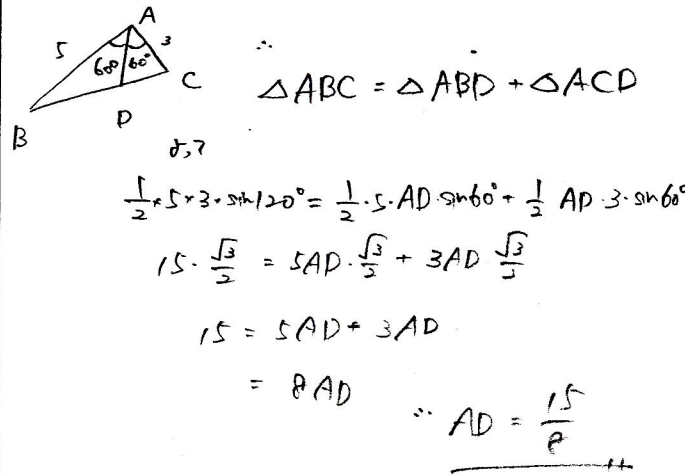 A
5 3
60° 60°
B D C
∴ △ABC = △ABD + △ACD
より
1/2 × 5 × 3 · sin120° = 1/2 · 5 · AD · sin60° + 1/2 AD · 3 · sin60°
15 · √3/2 = 5AD · √3/2 + 3AD √3/2
15 = 5AD + 3AD
= 8AD
∴ AD = 15/8